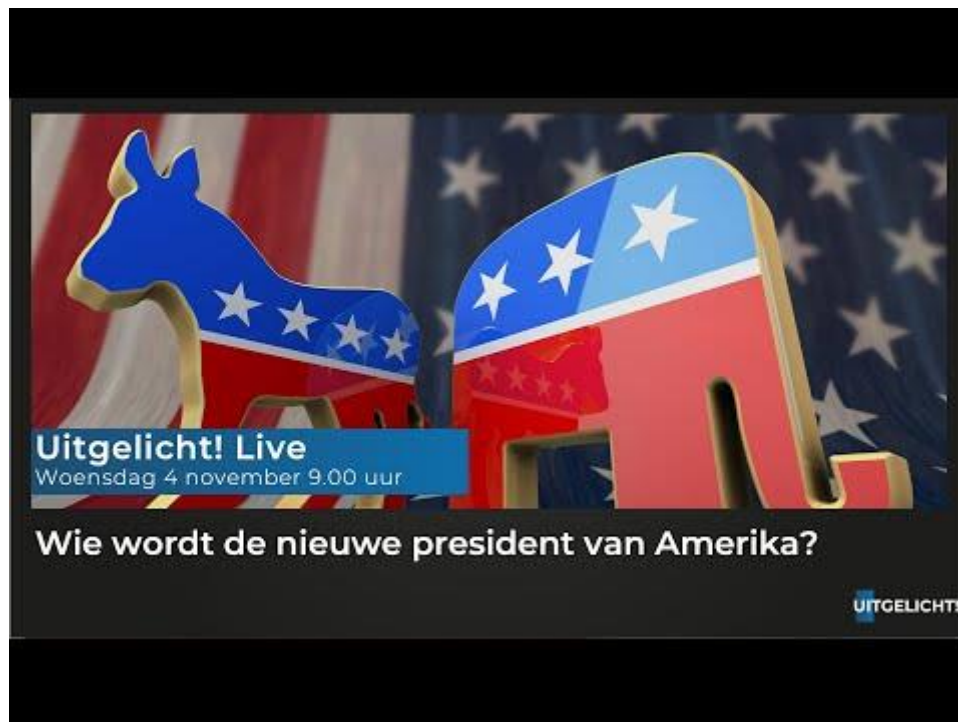 Uitgelicht! Live
Woensdag 4 november 9.00 uur
Wie wordt de nieuwe president van Amerika?
UITGELICHT!